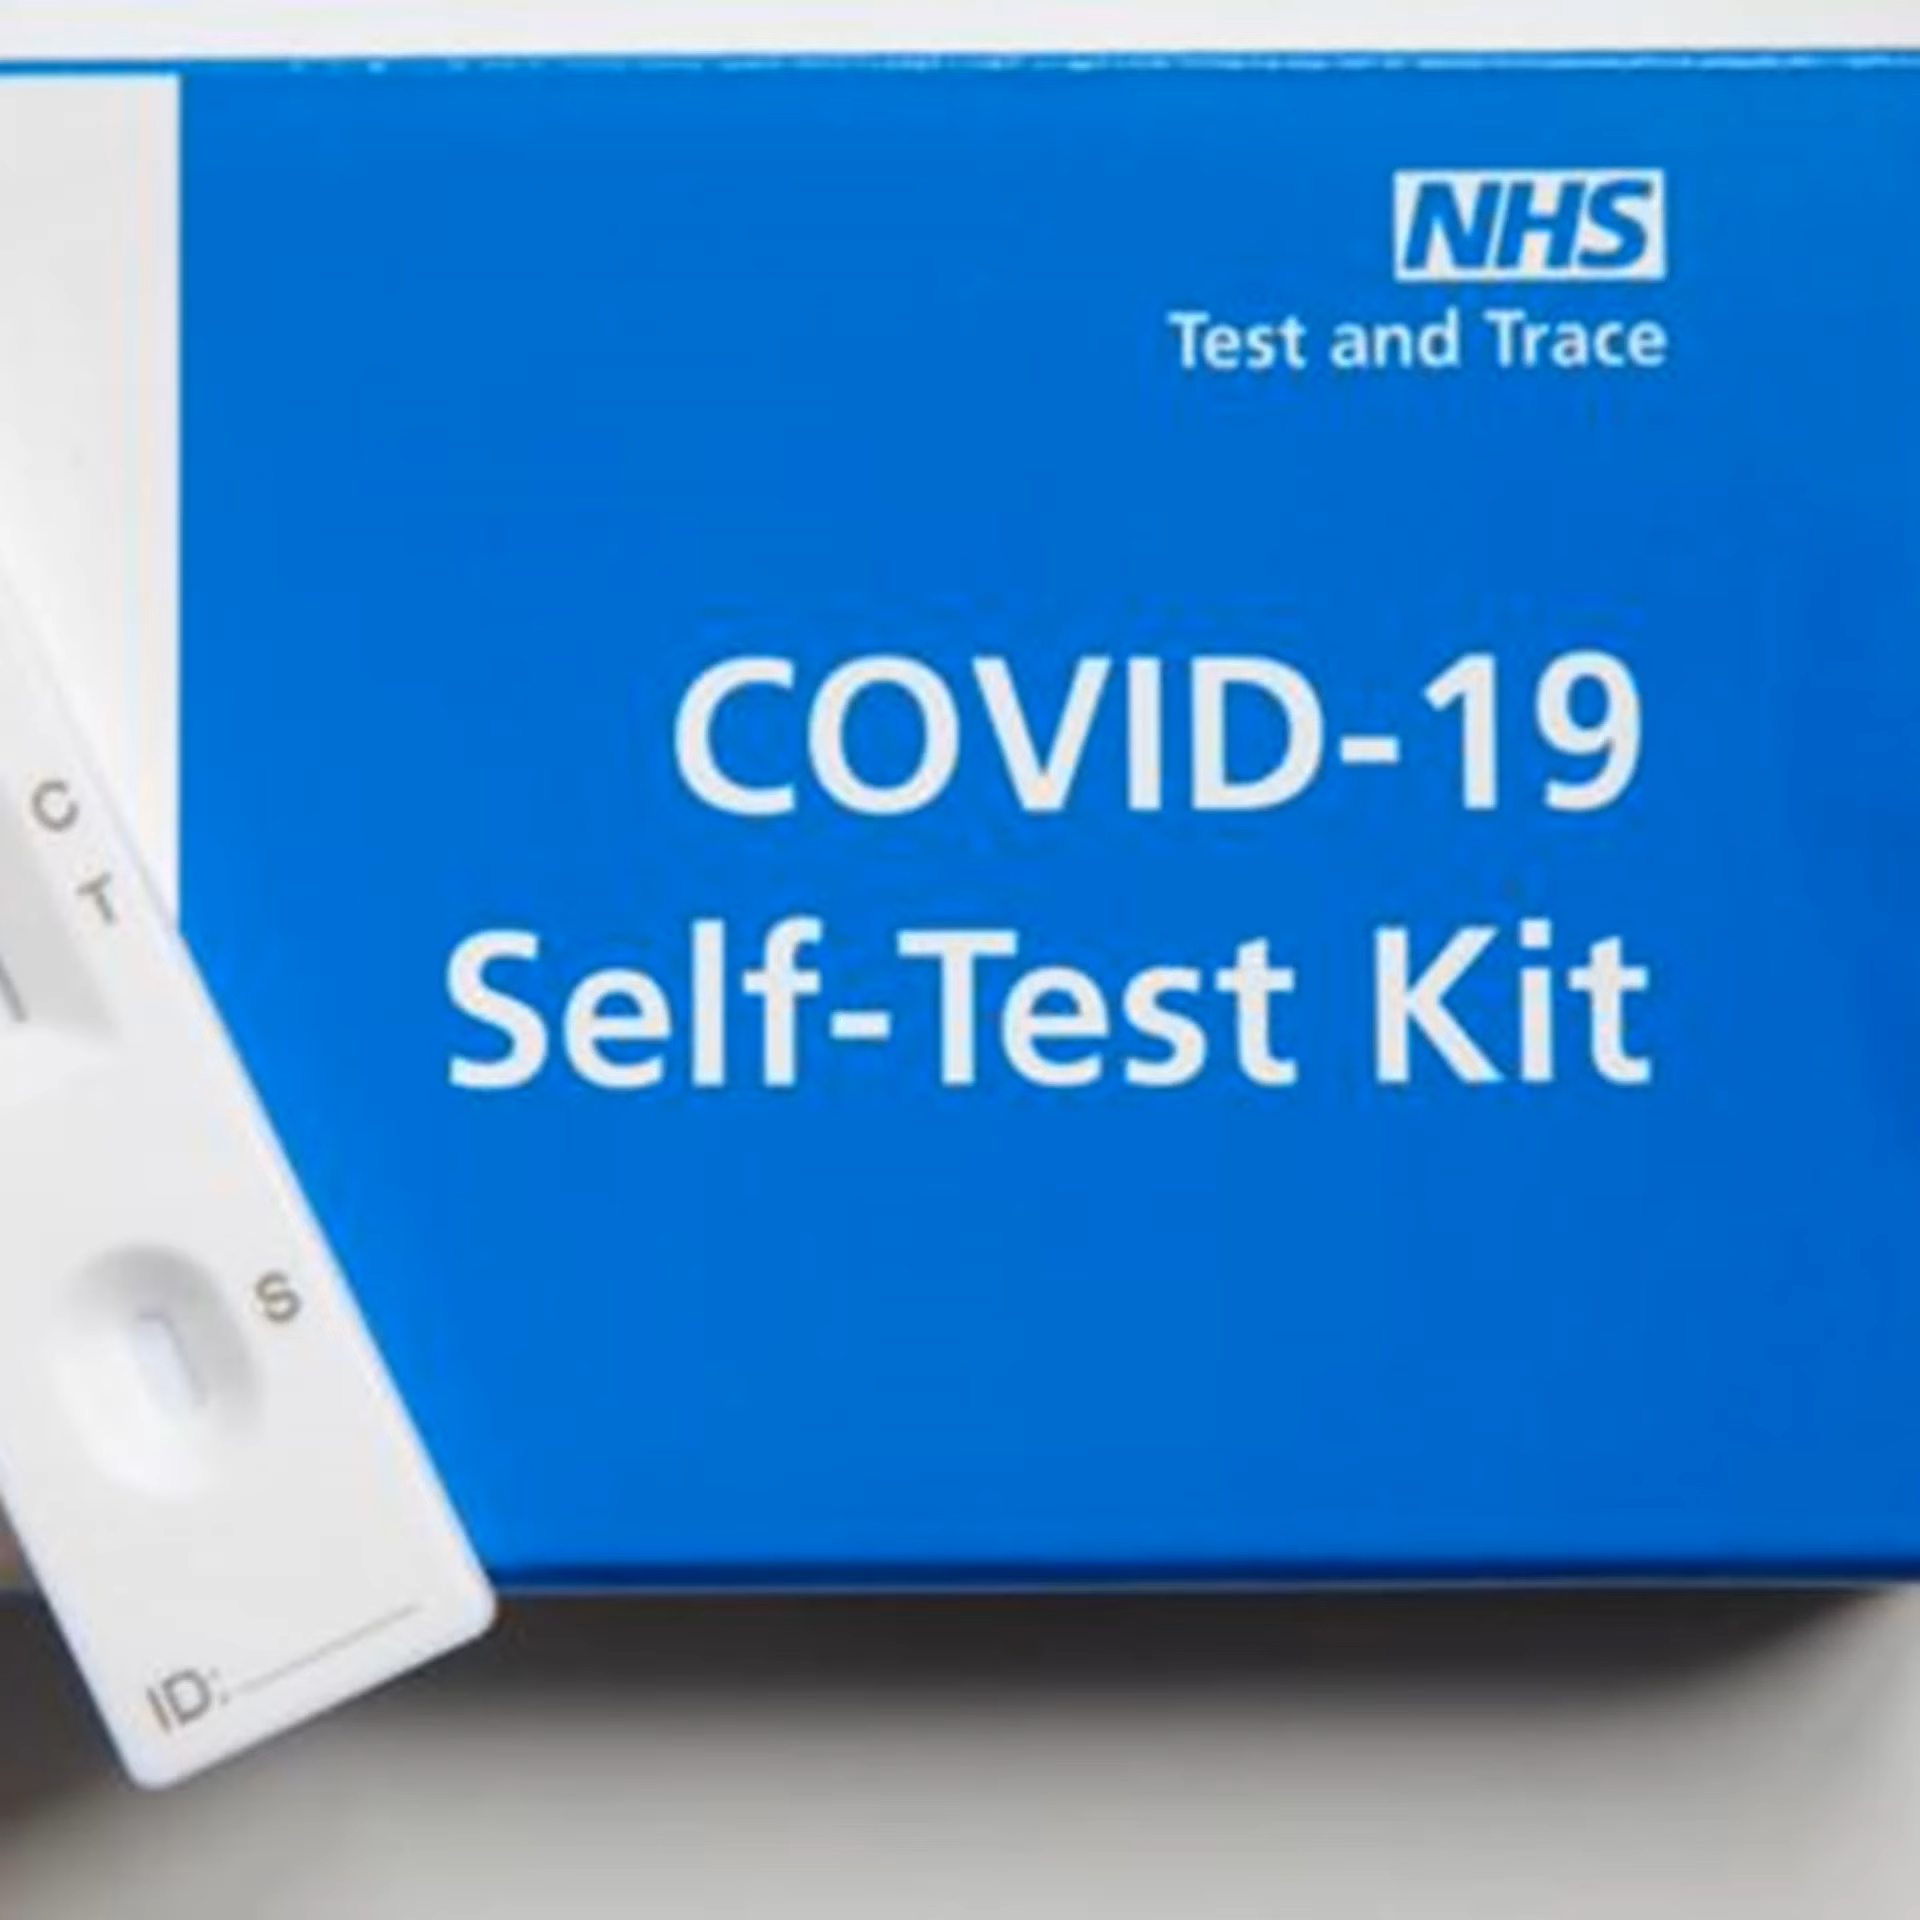 NHS
Test and Trace
COVID-19
Self-Test Kit
C
T
S
ID: